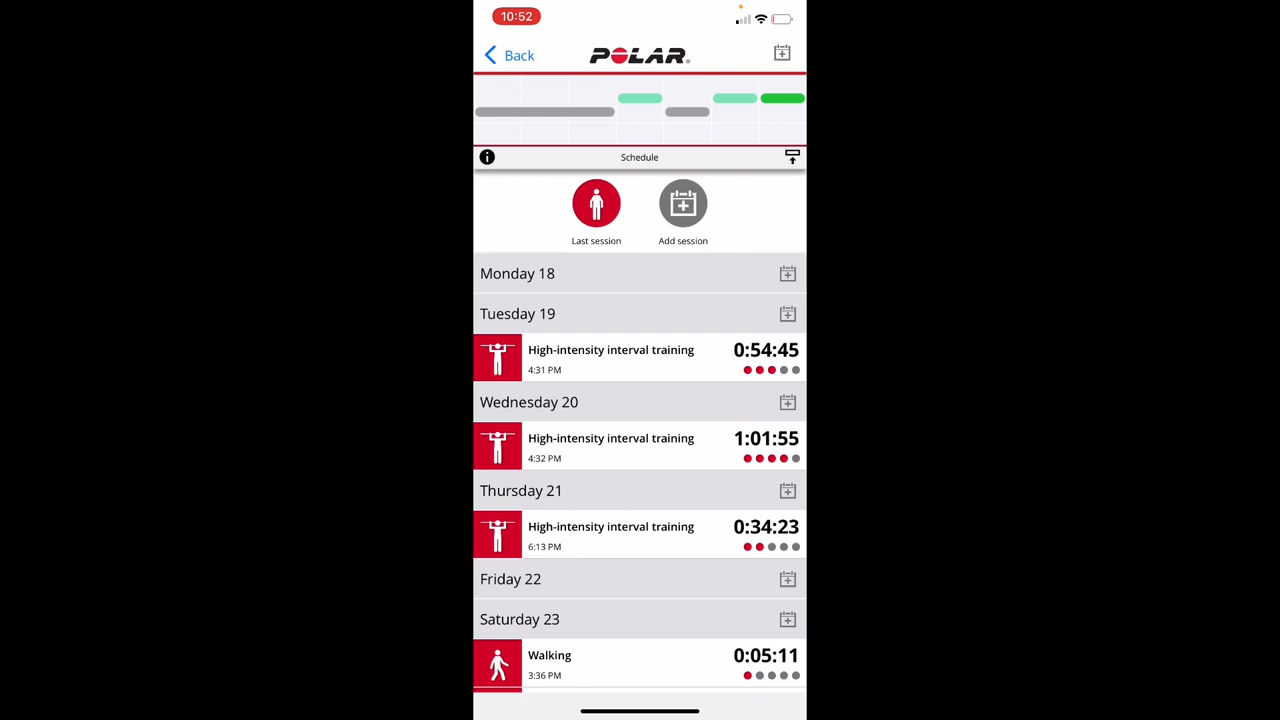 10:52
Back
POLAR
Schedule
Last session
Add session
Monday 18
Tuesday 19
High-intensity interval training
0:54:45
4:31 PM
Wednesday 20
High-intensity interval training
1:01:55
4:32 PM
Thursday 21
High-intensity interval training
0:34:23
6:13 PM
Friday 22
Saturday 23
Walking
0:05:11
3:36 PM